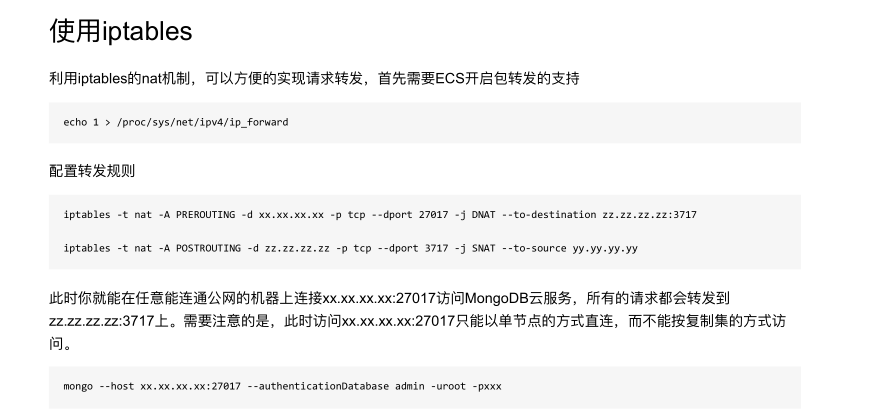 使用iptables
利用iptables的nat机制，可以方便的实现请求转发，首先需要ECS开启包转发的支持
echo 1 > /proc/sys/net/ipv4/ip_forward
配置转发规则
iptables -t nat -A PREROUTING -d xx.xx.xx.xx -p tcp --dport 27017 -j DNAT --to-destination zz.zz.zz.zz:3717
iptables -t nat -A POSTROUTING -d zz.zz.zz.zz -p tcp --dport 3717 -j SNAT --to-source yy.yy.yy.yy
此时你就能在任意能连通公网的机器上连接xx.xx.xx.xx:27017访问MongoDB云服务，所有的请求都会转发到
zz.zz.zz.zz:3717上。需要注意的是，此时访问xx.xx.xx.xx:27017只能以单节点的方式直连，而不能按复制集的方式访
问。
mongo --host xx.xx.xx.xx:27017 --authenticationDatabase admin -uroot -pxxx